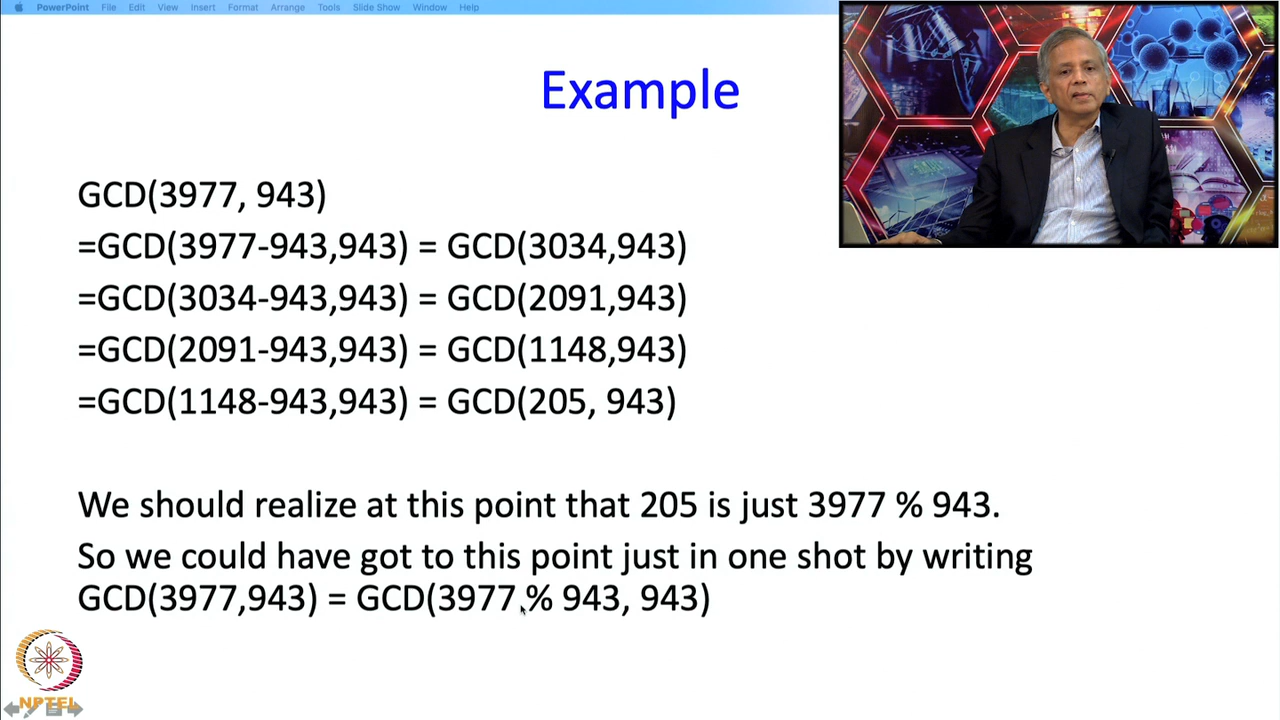 PowerPoint File Edit View Insert Format Arrange Tools Slide Show Window Help
Example
GCD(3977, 943)
=GCD(3977-943,943) = GCD(3034,943)
=GCD(3034-943,943) = GCD(2091,943)
=GCD(2091-943,943) = GCD(1148,943)
=GCD(1148-943,943) = GCD(205, 943)
We should realize at this point that 205 is just 3977 % 943.
So we could have got to this point just in one shot by writing
GCD(3977,943) = GCD(3977 % 943, 943)
NPTEL